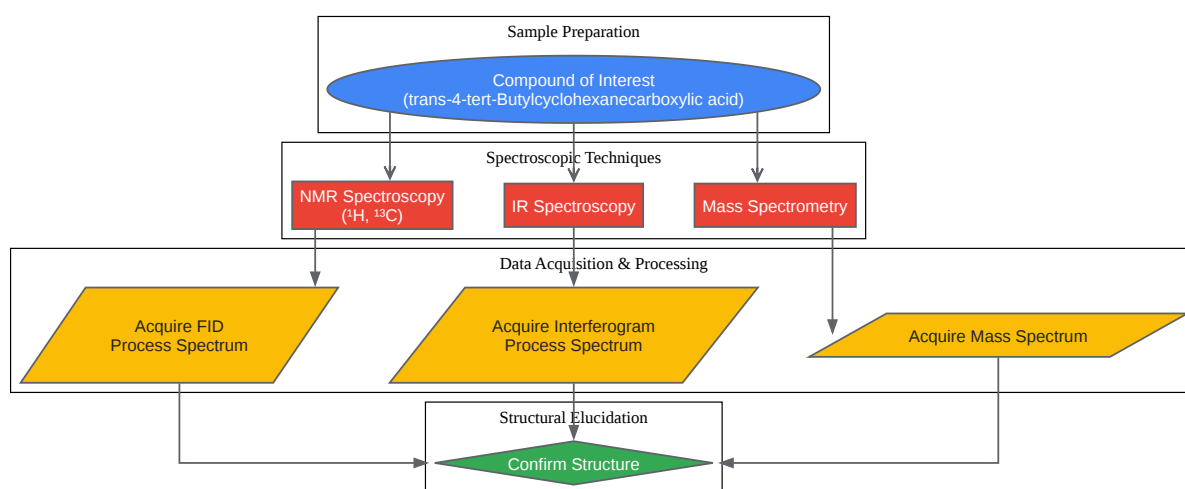 Sample Preparation
Compound of Interest
(trans-4-tert-Butylcyclohexanecarboxylic acid)
Spectroscopic Techniques
NMR Spectroscopy
(¹H, ¹³C)
IR Spectroscopy
Mass Spectrometry
Data Acquisition & Processing
Acquire FID
Process Spectrum
Acquire Interferogram
Process Spectrum
Acquire Mass Spectrum
Structural Elucidation
Confirm Structure